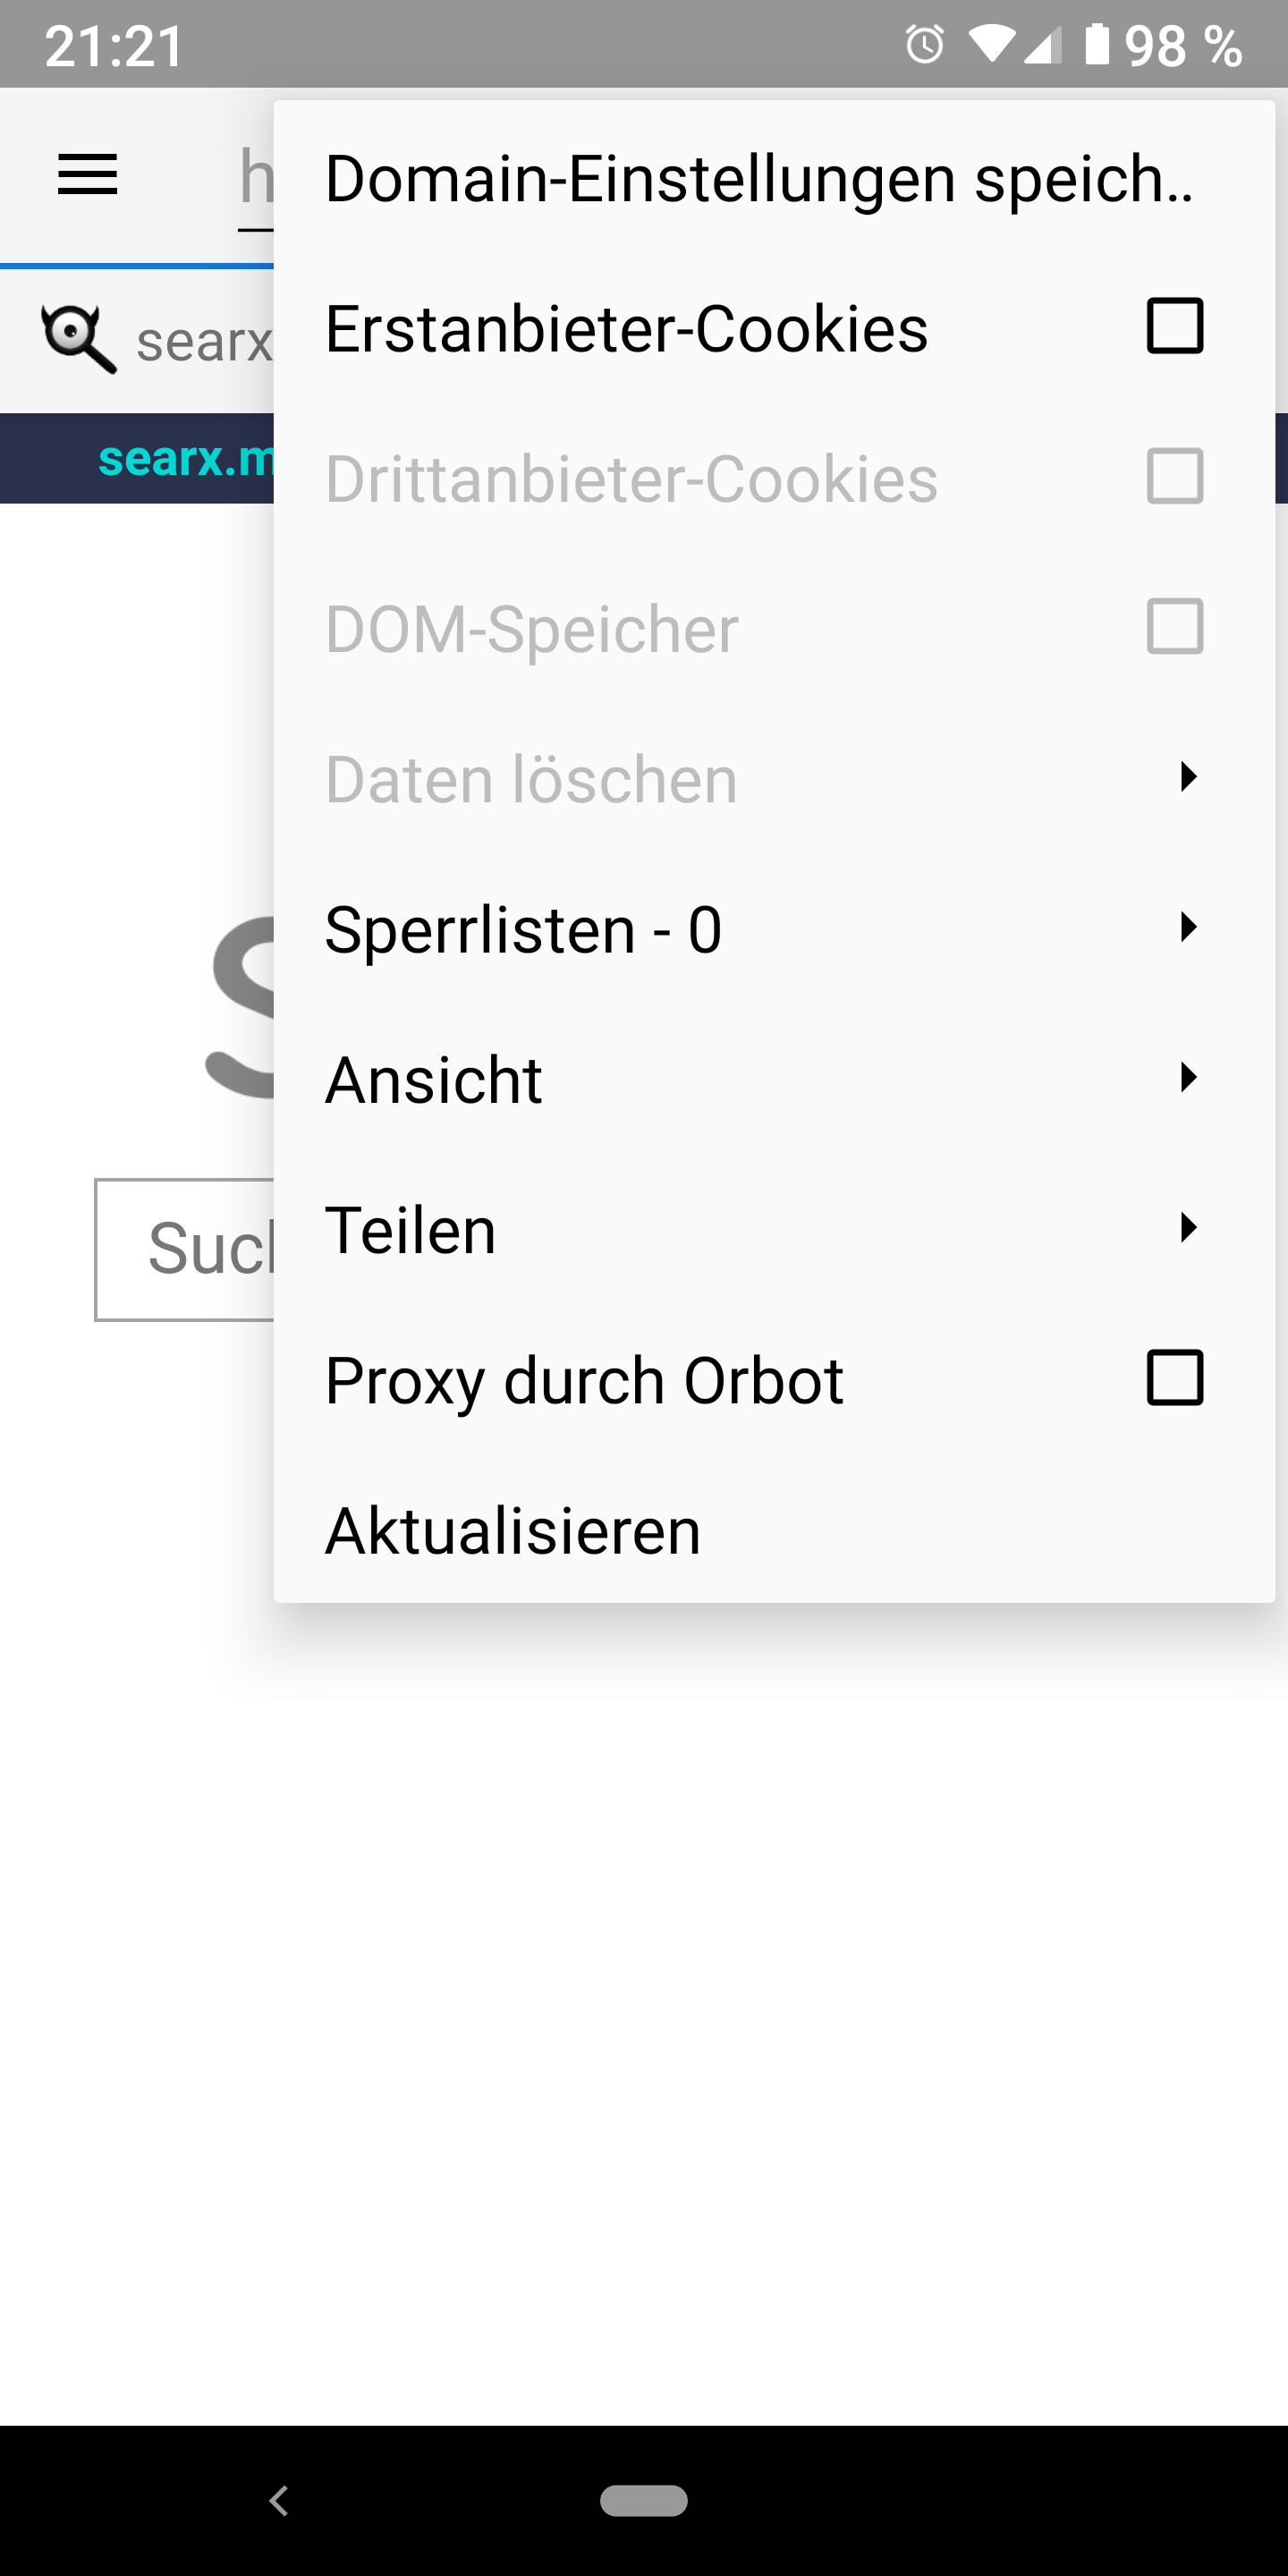 21:21 98 %
h
Domain-Einstellungen speich..
searx
Erstanbieter-Cookies
searx.m
Drittanbieter-Cookies
DOM-Speicher
Daten löschen
Sperrlisten - 0
S
Ansicht
Teilen
Such
Proxy durch Orbot
Aktualisieren